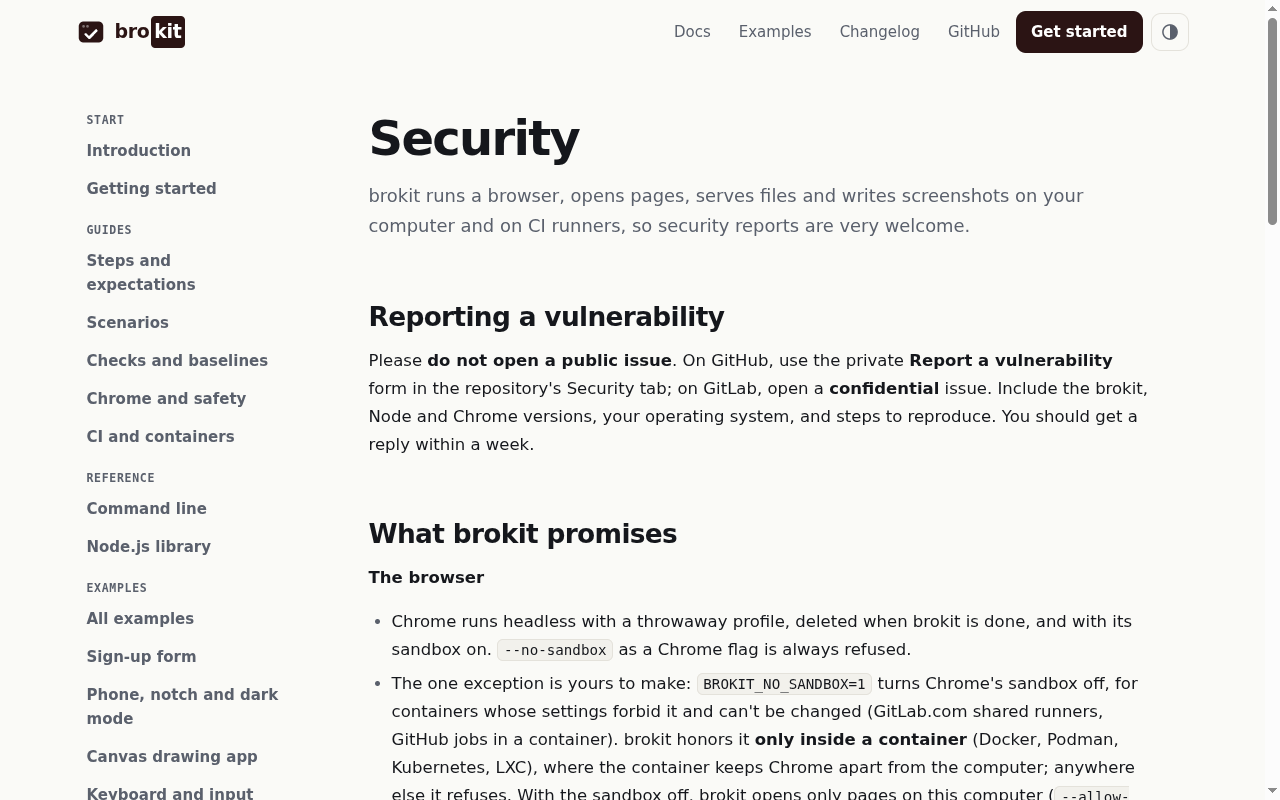 brokit
Docs
Examples
Changelog
GitHub
Get started
START
Introduction
Getting started
GUIDES
Steps and
expectations
Scenarios
Checks and baselines
Chrome and safety
CI and containers
REFERENCE
Command line
Node.js library
EXAMPLES
All examples
Sign-up form
Phone, notch and dark
mode
Canvas drawing app
Keyboard and input
Security
brokit runs a browser, opens pages, serves files and writes screenshots on your
computer and on CI runners, so security reports are very welcome.
Reporting a vulnerability
Please do not open a public issue. On GitHub, use the private Report a vulnerability
form in the repository's Security tab; on GitLab, open a confidential issue. Include the brokit,
Node and Chrome versions, your operating system, and steps to reproduce. You should get a
reply within a week.
What brokit promises
The browser
• Chrome runs headless with a throwaway profile, deleted when brokit is done, and with its
sandbox on. --no-sandbox as a Chrome flag is always refused.
• The one exception is yours to make: BROKIT_NO_SANDBOX=1 turns Chrome's sandbox off, for
containers whose settings forbid it and can't be changed (GitLab.com shared runners,
GitHub jobs in a container). brokit honors it only inside a container (Docker, Podman,
Kubernetes, LXC), where the container keeps Chrome apart from the computer; anywhere
else it refuses. With the sandbox off, brokit opens only pages on this computer (--allow-